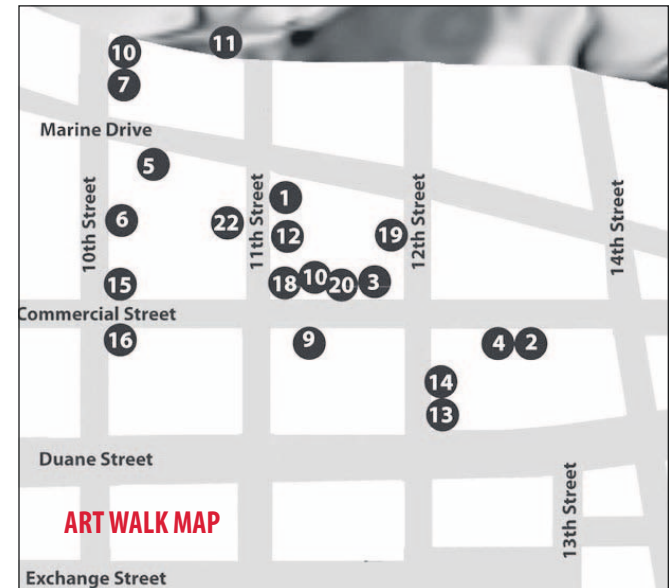 11
10
7
Marine Drive
5
1
10th Street
6
22
11th Street
12
19
12th Street
14th Street
15
18
10
20
3
Commercial Street
16
9
4
2
14
13
Duane Street
13th Street
ART WALK MAP
Exchange Street